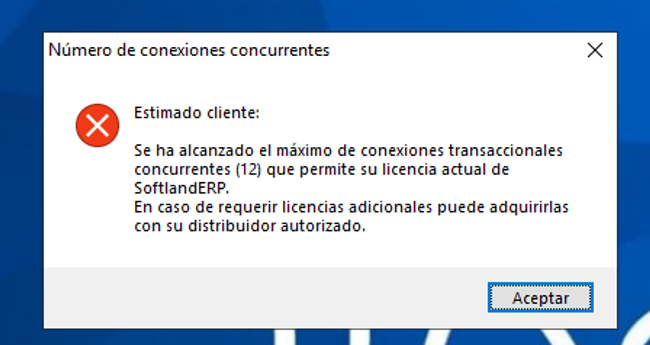 Número de conexiones concurrentes
Estimado cliente:
Se ha alcanzado el máximo de conexiones transaccionales
concurrentes (12) que permite su licencia actual de
SoftlandERP.
En caso de requerir licencias adicionales puede adquirirlas
con su distribuidor autorizado.
Aceptar